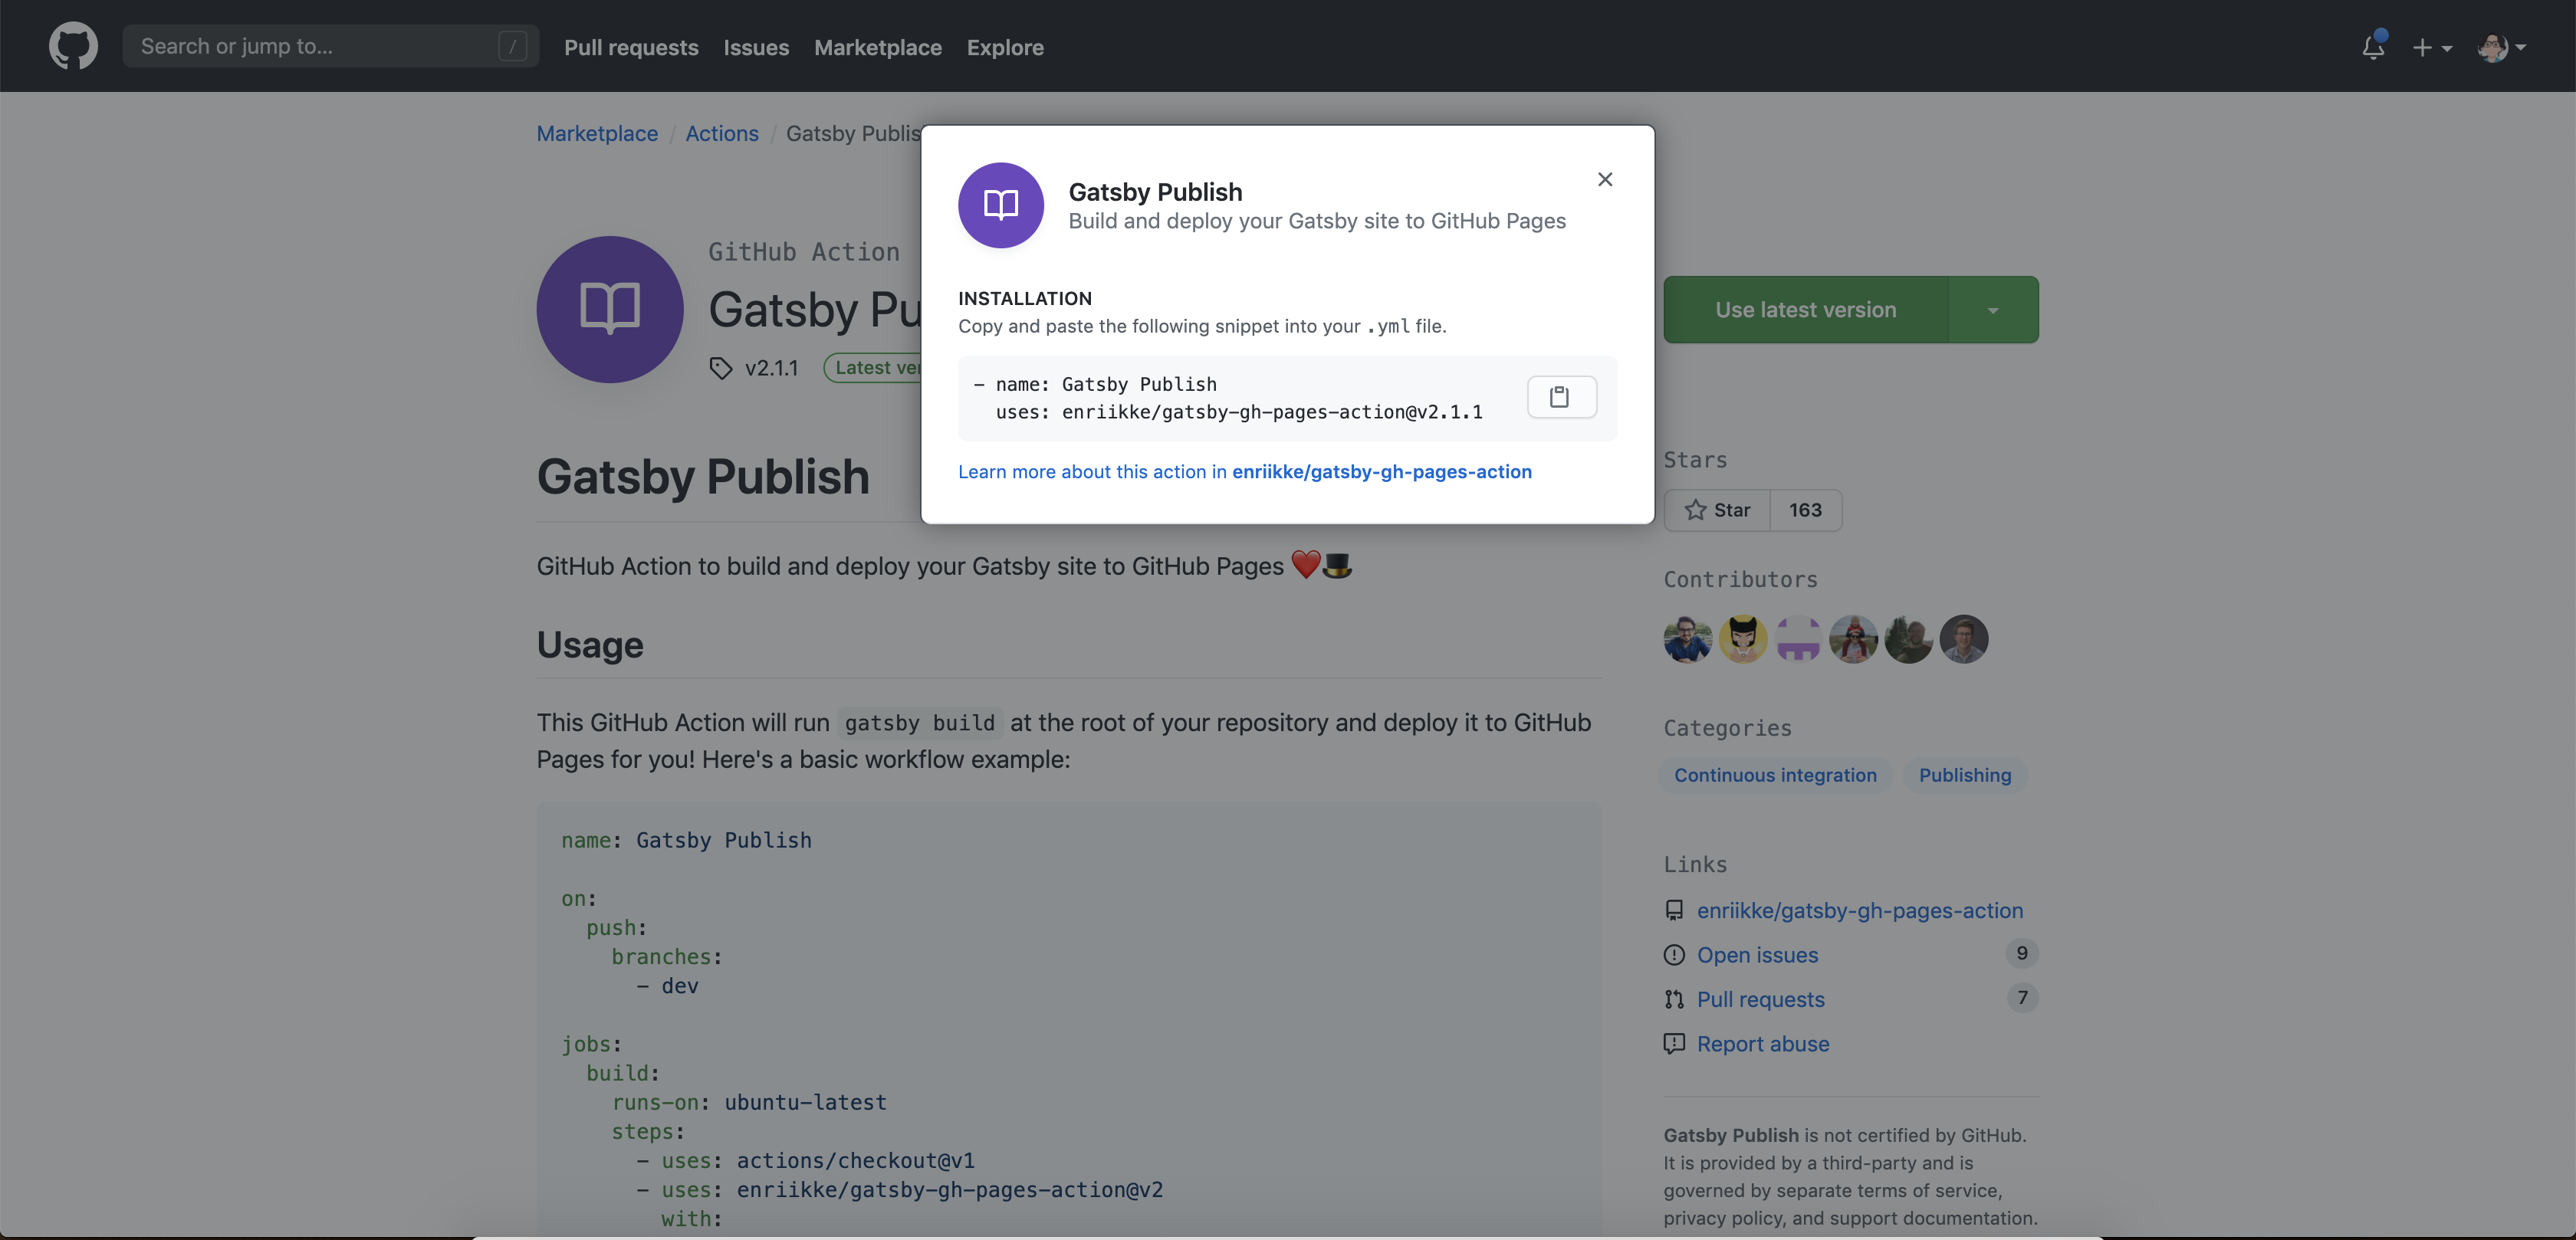 Search or jump to...
/
Pull requests
Issues
Marketplace
Explore
Marketplace / Actions / Gatsby Publis
GitHub Action
Gatsby Pu
v2.1.1
Latest ver
Gatsby Publish
Build and deploy your Gatsby site to GitHub Pages
INSTALLATION
Copy and paste the following snippet into your .yml file.
- name: Gatsby Publish
uses: enriikke/gatsby-gh-pages-action@v2.1.1
Learn more about this action in enriikke/gatsby-gh-pages-action
Use latest version
Gatsby Publish
GitHub Action to build and deploy your Gatsby site to GitHub Pages ❤️🎩
Usage
This GitHub Action will run gatsby build at the root of your repository and deploy it to GitHub
Pages for you! Here's a basic workflow example:
name: Gatsby Publish
on:
push:
branches:
- dev
jobs:
build:
runs-on: ubuntu-latest
steps:
- uses: actions/checkout@v1
- uses: enriikke/gatsby-gh-pages-action@v2
with:
Stars
Star 163
Contributors
Categories
Continuous integration
Publishing
Links
enriikke/gatsby-gh-pages-action
Open issues 9
Pull requests 7
Report abuse
Gatsby Publish is not certified by GitHub.
It is provided by a third-party and is
governed by separate terms of service,
privacy policy, and support documentation.